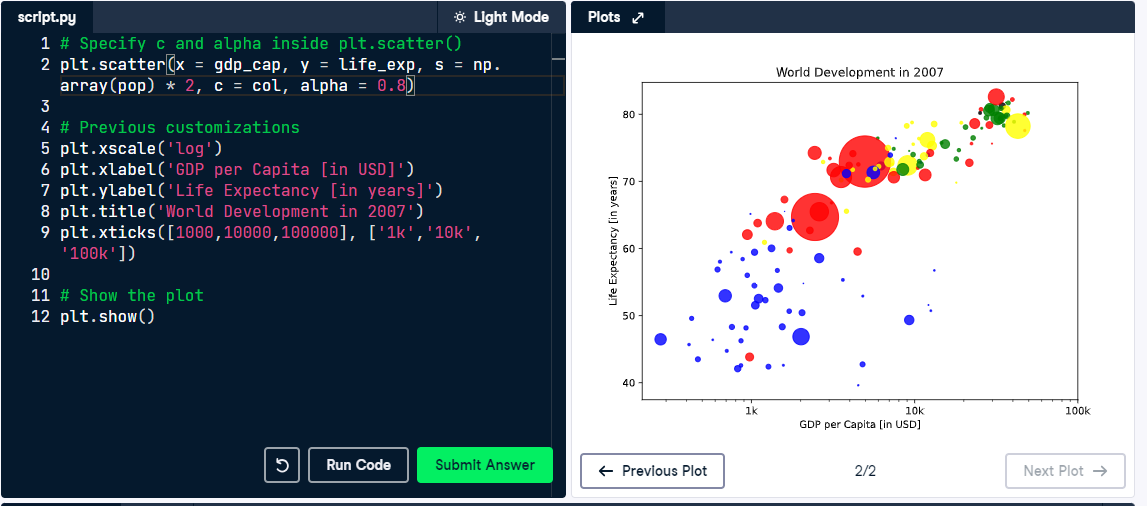 script.py
Light Mode
1 # Specify c and alpha inside plt.scatter()
2 plt.scatter(x = gdp_cap, y = life_exp, s = np.
array(pop) * 2, c = col, alpha = 0.8)
3
4 # Previous customizations
5 plt.xscale('log')
6 plt.xlabel('GDP per Capita [in USD]')
7 plt.ylabel('Life Expectancy [in years]')
8 plt.title('World Development in 2007')
9 plt.xticks([1000,10000,100000], ['1k','10k',
'100k'])
10
11 # Show the plot
12 plt.show()
Run Code
Submit Answer
Plots
World Development in 2007
Life Expectancy [in years]
80
70
60
50
40
1k
10k
100k
GDP per Capita [in USD]
Previous Plot
2/2
Next Plot